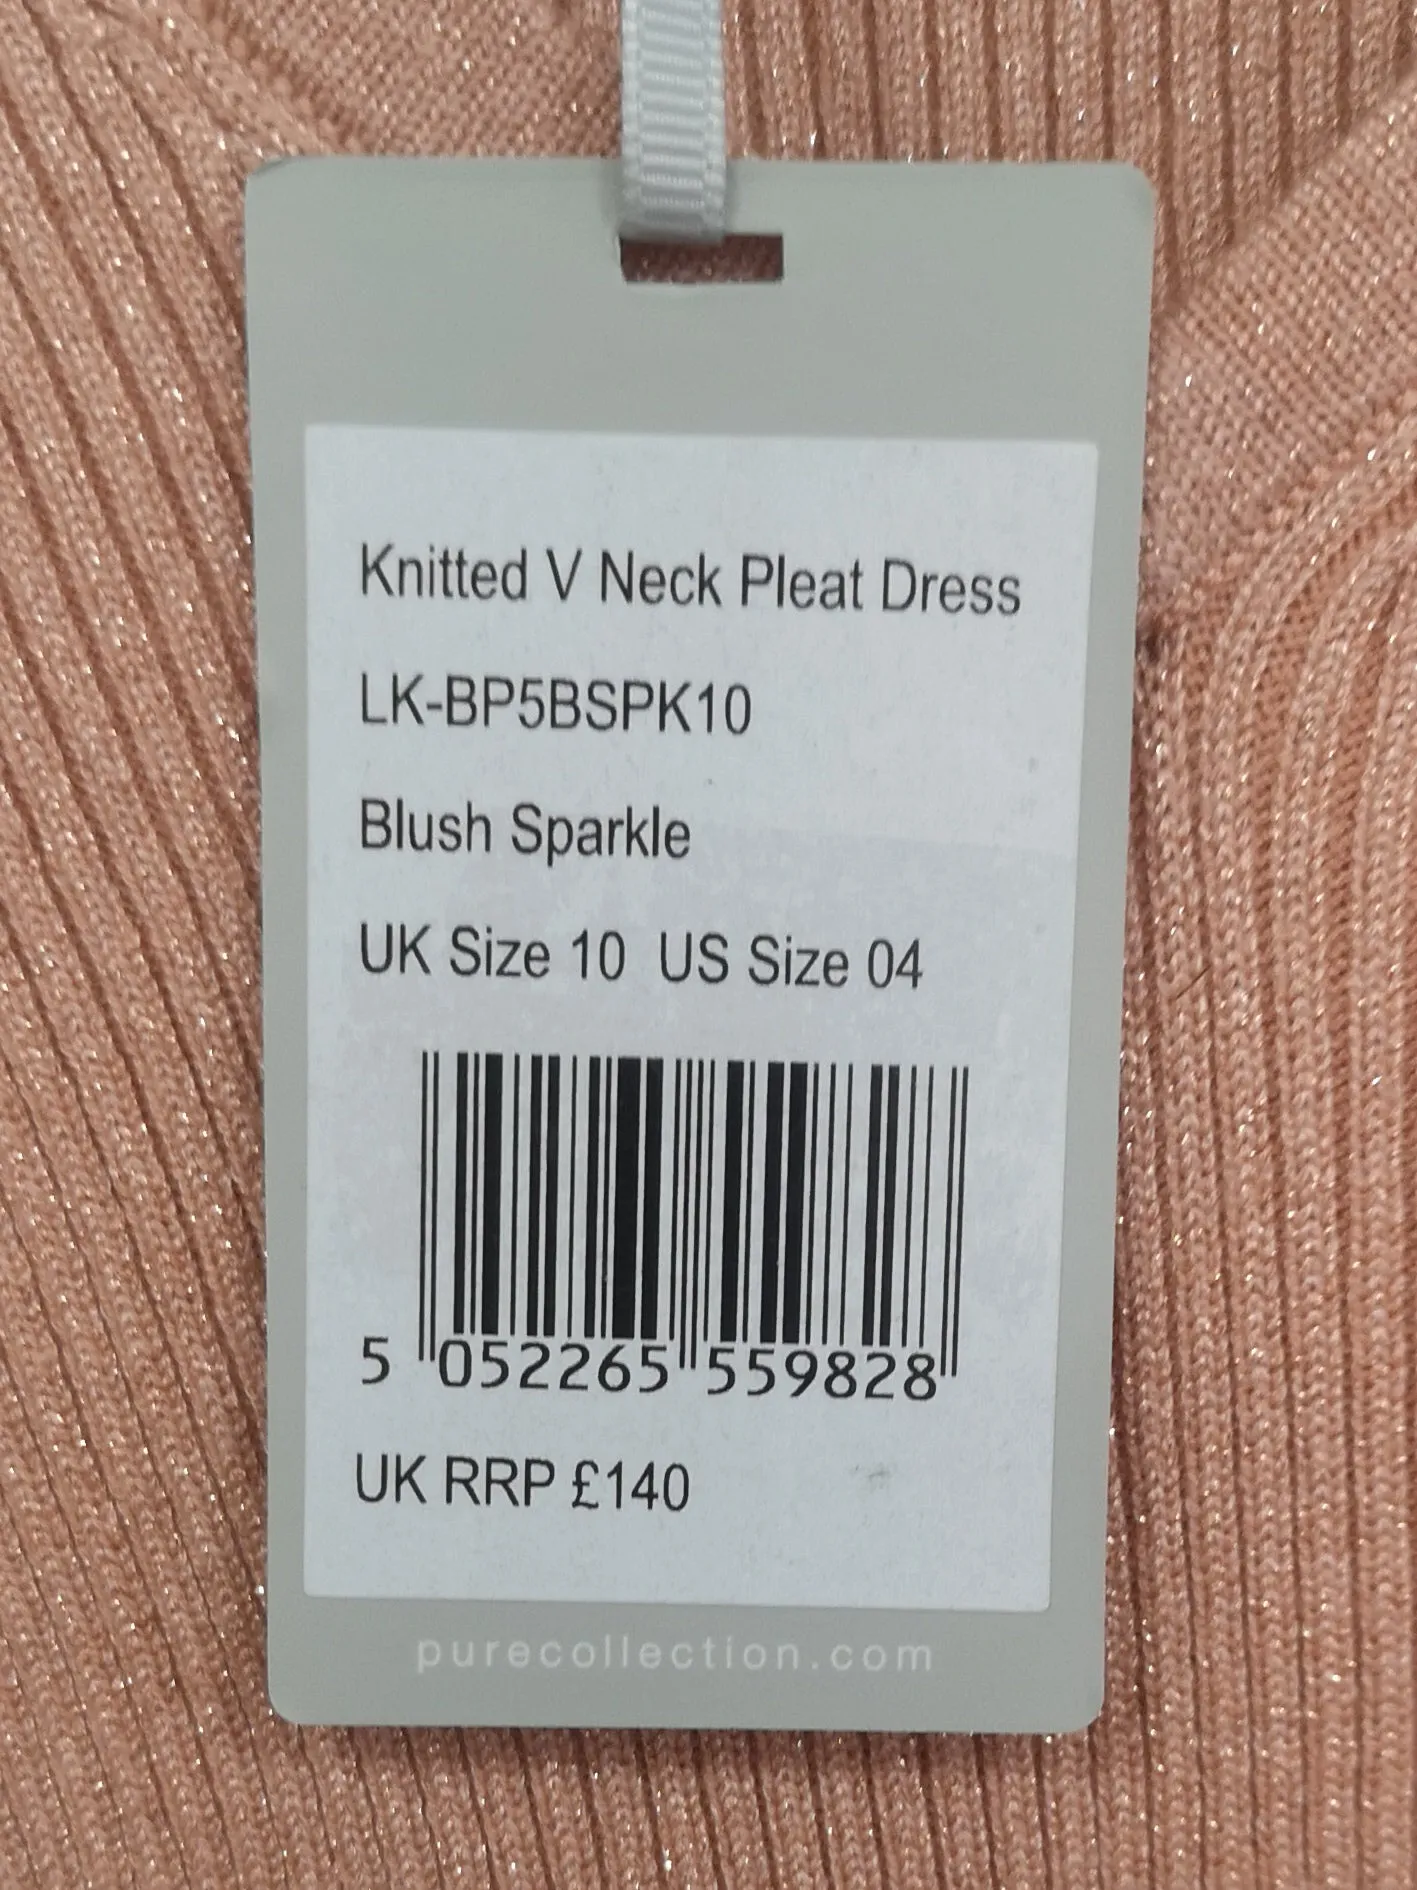 Knitted V Neck Pleat Dress
LK-BP5BSPK10
Blush Sparkle
UK Size 10 US Size 04
5 052265 559828
UK RRP £140
purecollection.com